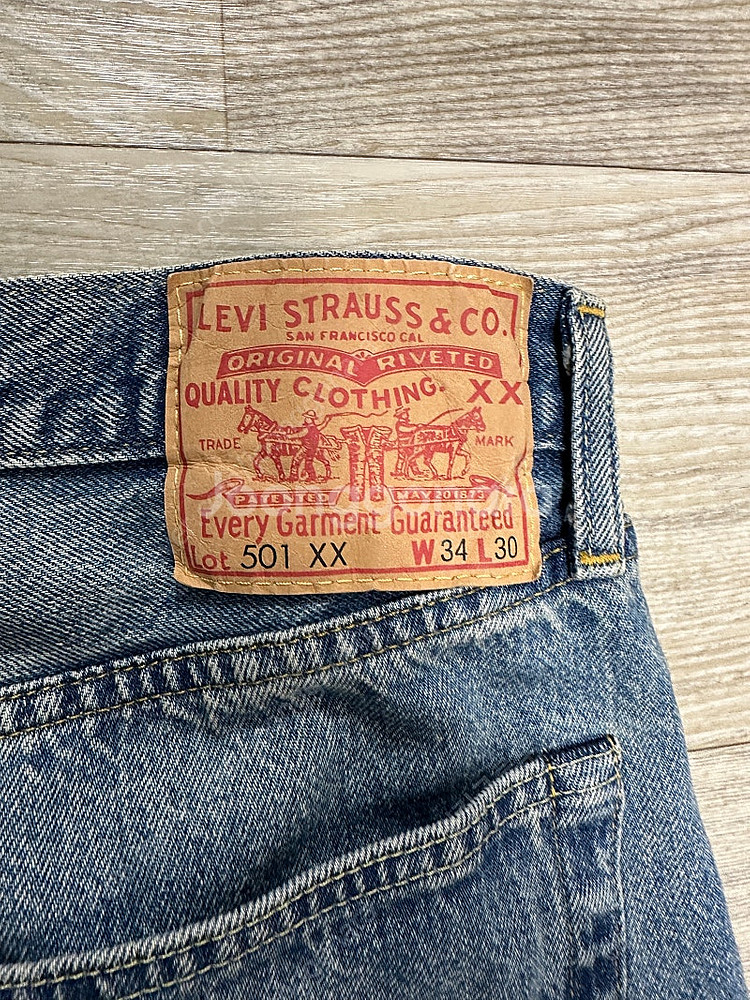 LEVI STRAUSS & CO.
SAN FRANCISCO CAL
ORIGINAL RIVETED
QUALITY CLOTHING. XX
TRADE MARK
PATENTED MAY 20 1873
Every Garment Guaranteed
Lot 501 XX W 34 L 30